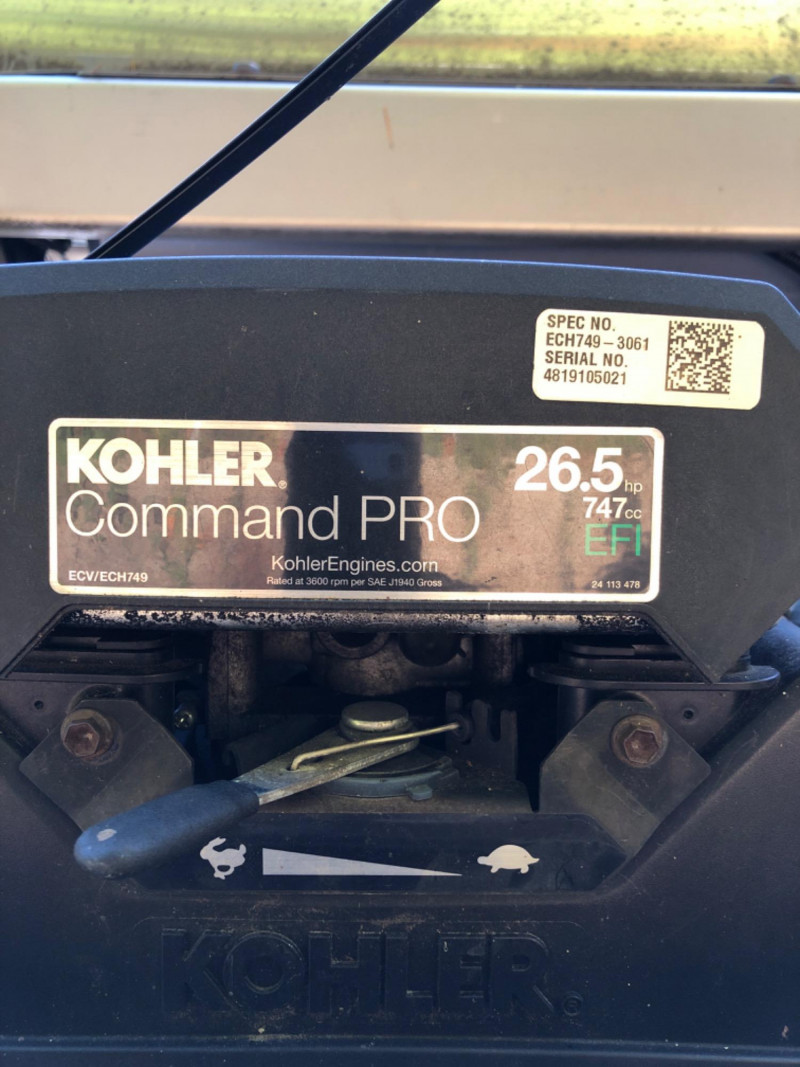 SPEC NO.
ECH749-3061
SERIAL NO.
4819105021
KOHLER®
Command PRO
26.5 hp
747cc
EFI
KohlerEngines.com
Rated at 3600 rpm per SAE J1940 Gross
ECV/ECH749
24 113 478
KOHLER®